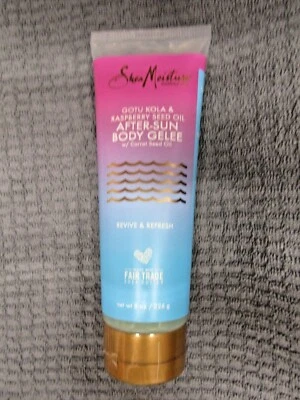 SheaMoisture
GOTU KOLA &
RASPBERRY SEED OIL
AFTER-SUN
BODY GELEE
w/ Carrot Seed Oil
REVIVE & REFRESH
FAIR TRADE